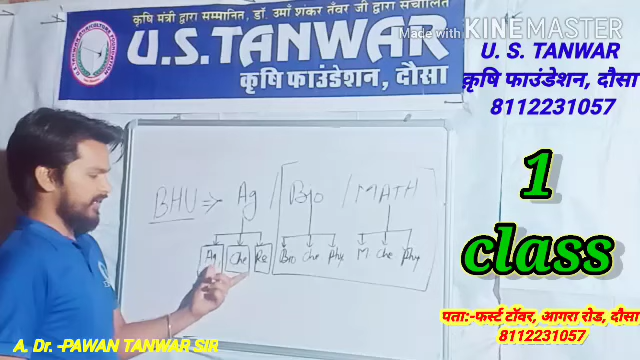 कृषि मंत्री द्वारा सम्मानित, डॉ. उमाँ शंकर तँवर जी द्वारा संचालित
U.S.TANWAR
कृषि फाउंडेशन, दौसा
Made with KINEMASTER
U. S. TANWAR
कृषि फाउंडेशन, दौसा
8112231057
1
class
BHU => Ag / Bio / MATH
Ag Che
Bio Che Phy M Che Phy
पता:-फर्स्ट टॉवर, आगरा रोड, दौसा
8112231057
A. Dr. -PAWAN TANWAR SIR